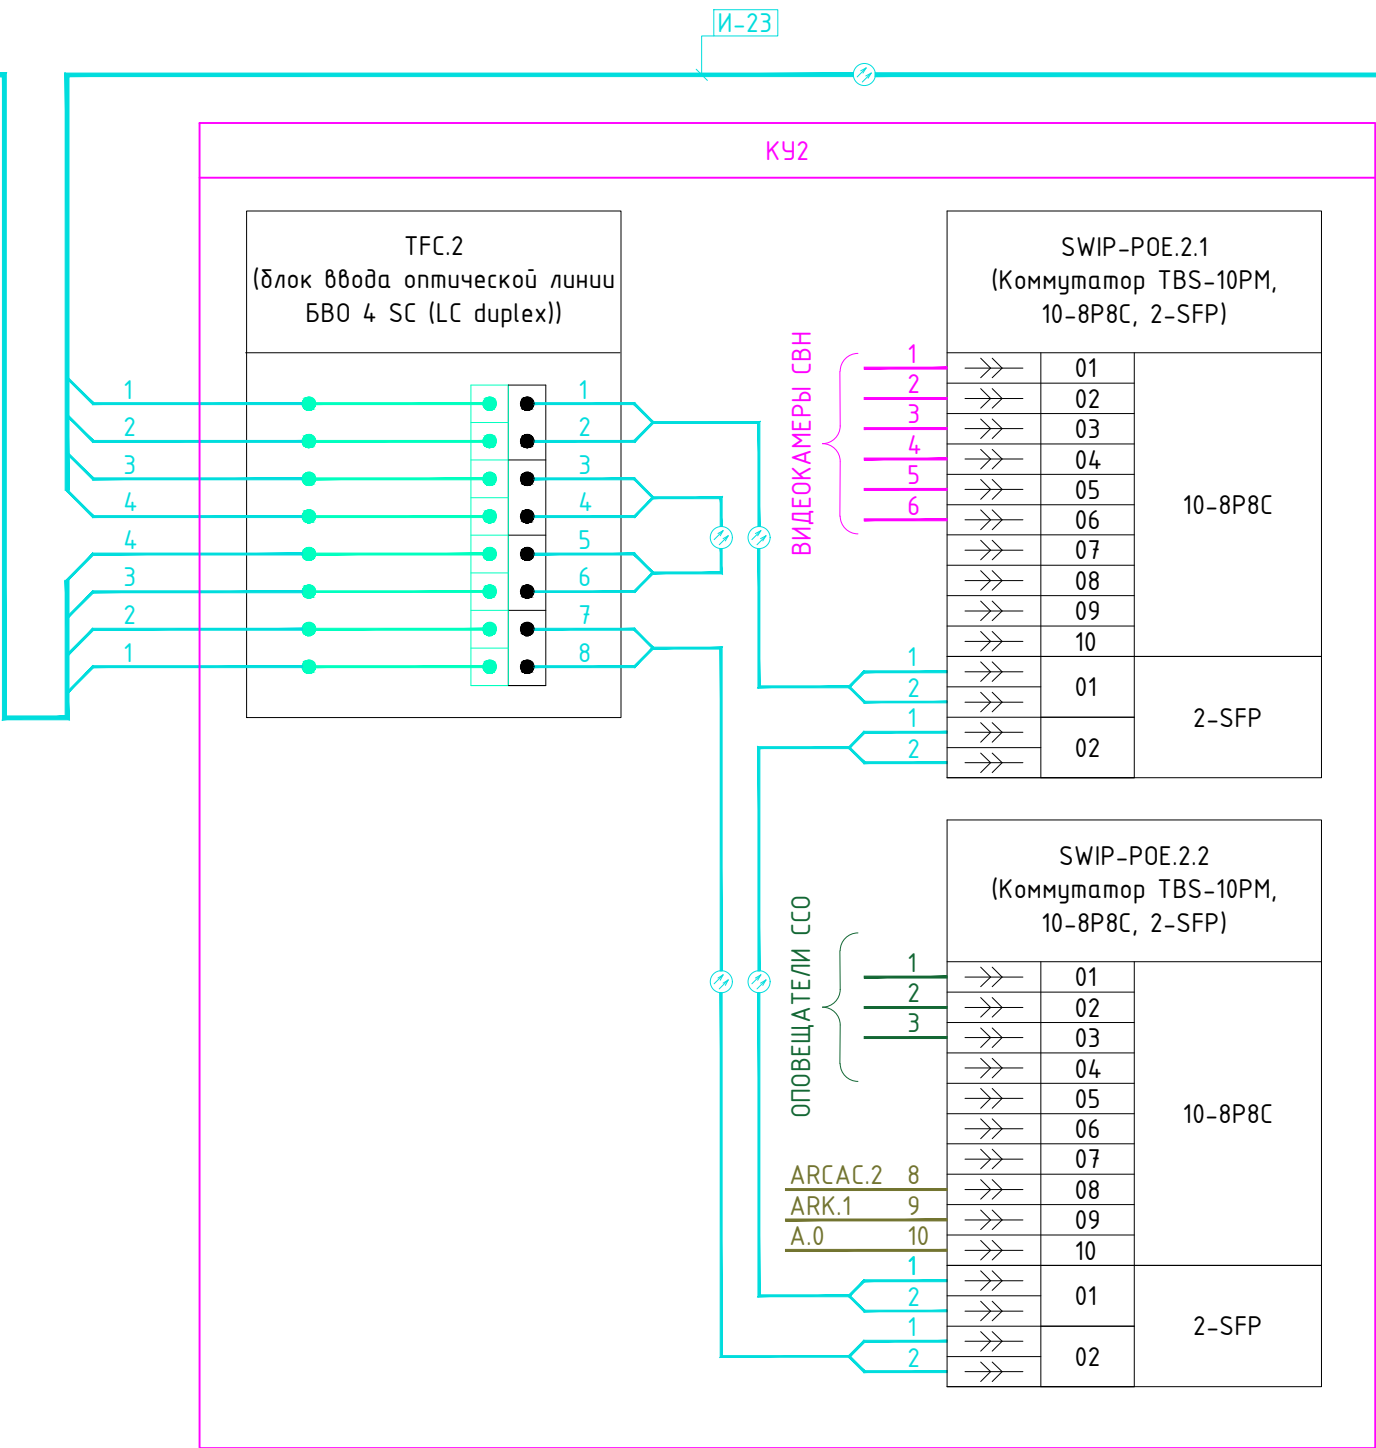 И-23
КУ2
TFC.2
(блок ввода оптической линии
БВО 4 SC (LC duplex))
1
2
3
4
4
3
2
1
1
2
3
4
5
6
7
8
SWIP-POE.2.1
(Коммутатор TBS-10PM,
10-8P8C, 2-SFP)
ВИДЕОКАМЕРЫ СВН
1
2
3
4
5
6
01
02
03
04
05
06
07
08
09
10
10-8P8C
1
2
1
2
01
02
2-SFP
SWIP-POE.2.2
(Коммутатор TBS-10PM,
10-8P8C, 2-SFP)
ОПОВЕЩАТЕЛИ ССО
1
2
3
ARCAC.2 8
ARK.1 9
A.0 10
01
02
03
04
05
06
07
08
09
10
10-8P8C
1
2
1
2
01
02
2-SFP